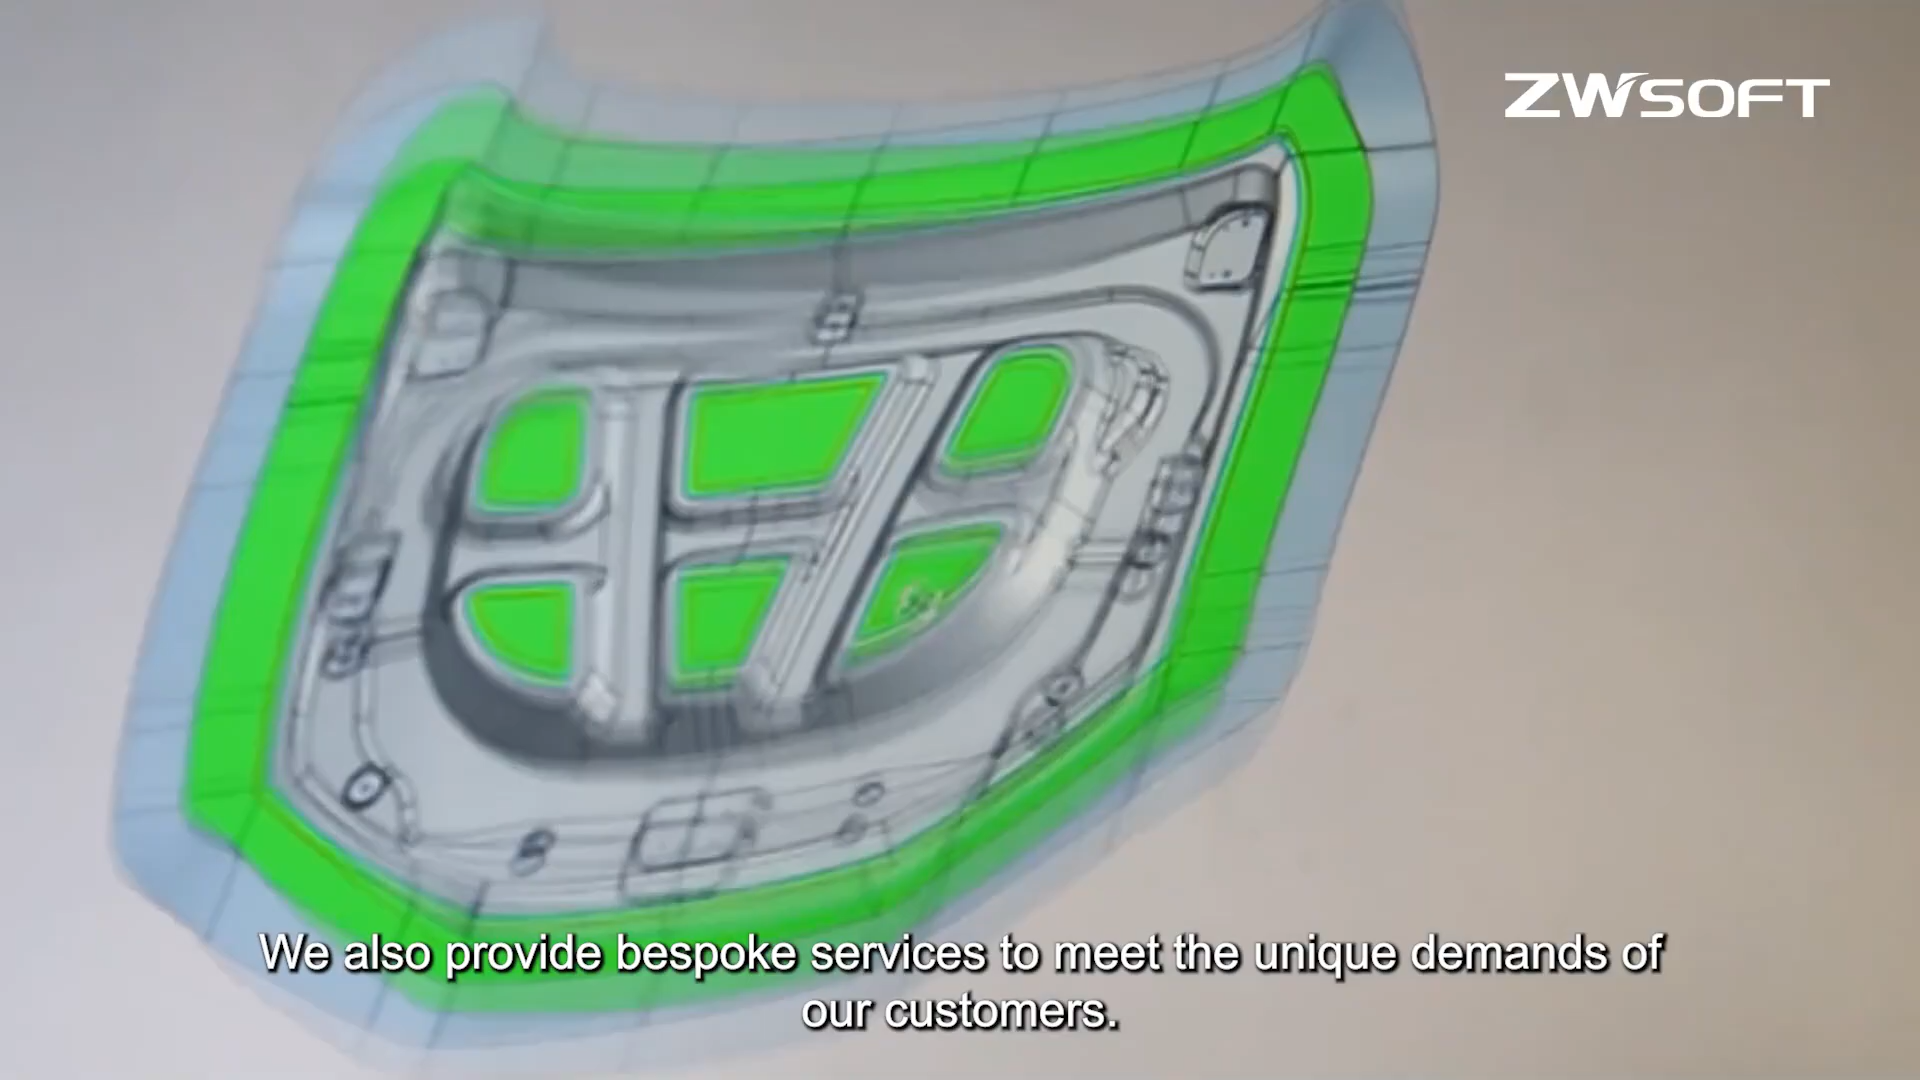 ZWSOFT
We also provide bespoke services to meet the unique demands of
our customers.